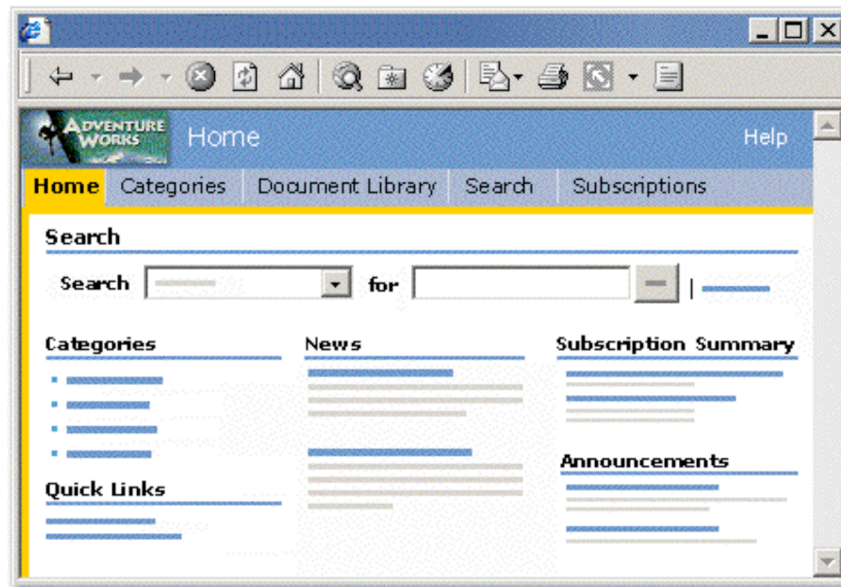 ADVENTURE
WORKS
Home
Help
Home
Categories
Document Library
Search
Subscriptions
Search
Search
for
Categories
News
Subscription Summary
Announcements
Quick Links